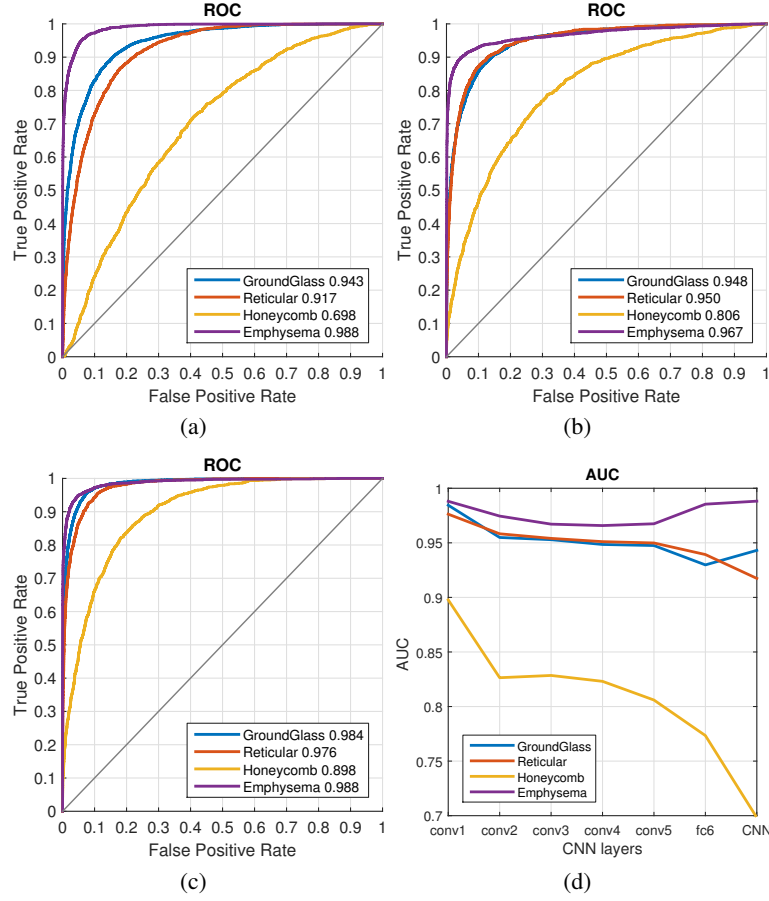 ROC
True Positive Rate
1
0.9
0.8
0.7
0.6
0.5
0.4
0.3
0.2
0.1
0
GroundGlass 0.943
Reticular 0.917
Honeycomb 0.698
Emphysema 0.988
0 0.1 0.2 0.3 0.4 0.5 0.6 0.7 0.8 0.9 1
False Positive Rate
(a)
ROC
True Positive Rate
1
0.9
0.8
0.7
0.6
0.5
0.4
0.3
0.2
0.1
0
GroundGlass 0.948
Reticular 0.950
Honeycomb 0.806
Emphysema 0.967
0 0.1 0.2 0.3 0.4 0.5 0.6 0.7 0.8 0.9 1
False Positive Rate
(b)
ROC
True Positive Rate
1
0.9
0.8
0.7
0.6
0.5
0.4
0.3
0.2
0.1
0
GroundGlass 0.984
Reticular 0.976
Honeycomb 0.898
Emphysema 0.988
0 0.1 0.2 0.3 0.4 0.5 0.6 0.7 0.8 0.9 1
False Positive Rate
(c)
AUC
AUC
1
0.95
0.9
0.85
0.8
0.75
0.7
GroundGlass
Reticular
Honeycomb
Emphysema
conv1 conv2 conv3 conv4 conv5 fc6 CNN
CNN layers
(d)